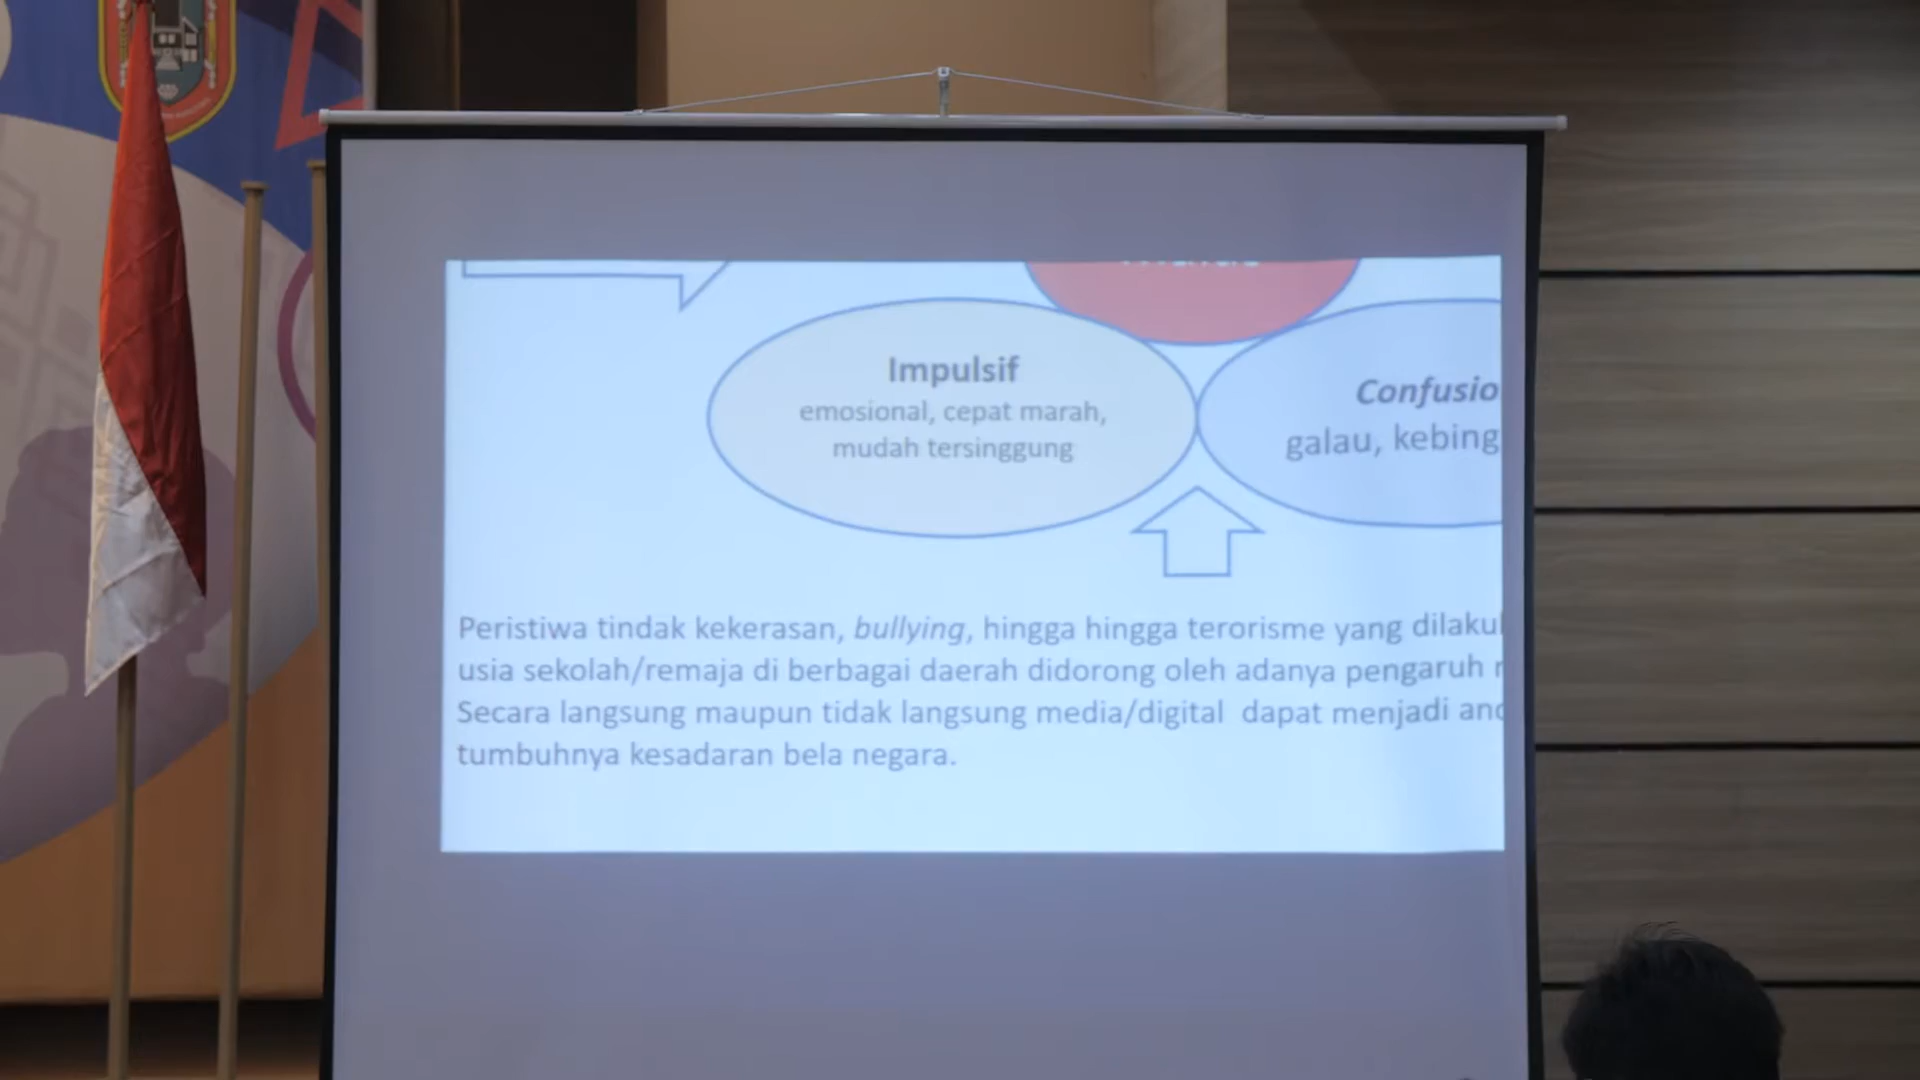 Impulsif
emosional, cepat marah,
mudah tersinggung
Confusio
galau, kebing
Peristiwa tindak kekerasan, bullying, hingga hingga terorisme yang dilaku
usia sekolah/remaja di berbagai daerah didorong oleh adanya pengaruh
Secara langsung maupun tidak langsung media/digital dapat menjadi anc
tumbuhnya kesadaran bela negara.